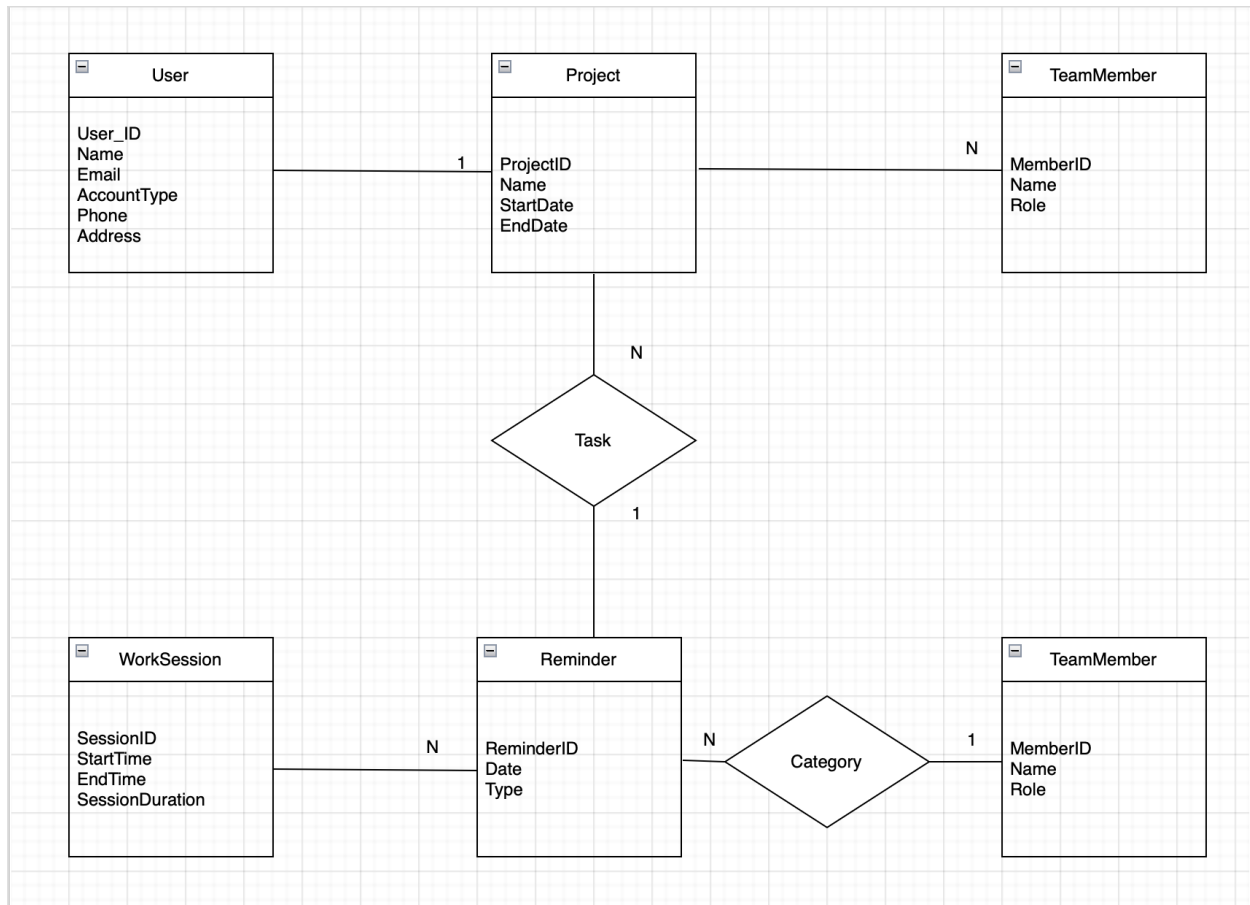 User
User_ID
Name
Email
AccountType
Phone
Address
1
Project
ProjectID
Name
StartDate
EndDate
N
TeamMember
MemberID
Name
Role
N
Task
1
WorkSession
SessionID
StartTime
EndTime
SessionDuration
N
Reminder
ReminderID
Date
Type
N
Category
1
TeamMember
MemberID
Name
Role